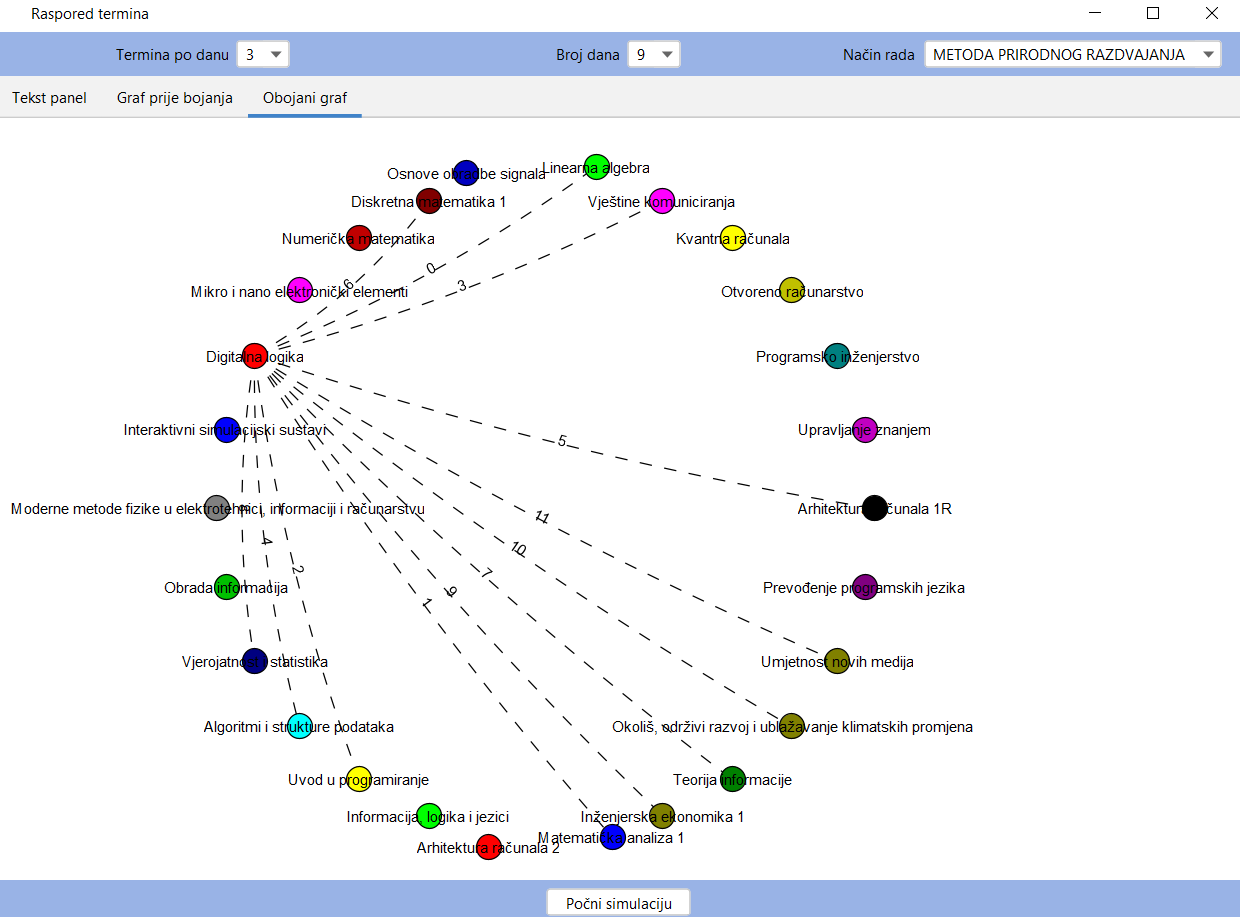 Raspored termina
Termina po danu 3 Broj dana 9 Način rada METODA PRIRODNOG RAZDVAJANJA
Tekst panel Graf prije bojanja Obojani graf
Linearna algebra
Osnove obradbe signala
Diskretna matematika 1
Vještine komuniciranja
Numerička matematika
Kvantna računala
0
6
3
Mikro i nano elektronički elementi
Otvoreno računarstvo
Digitalna logika
Programsko inženjerstvo
Interaktivni simulacijski sustavi
Upravljanje znanjem
5
Moderne metode fizike u elektrotehnici, informaciji i računarstvu
Arhitektura računala 1R
8
11
4
10
2
7
Obrada informacija
Prevođenje programskih jezika
9
1
Vjerojatnost i statistika
Umjetnost novih medija
Algoritmi i strukture podataka
Okoliš, održivi razvoj i ublažavanje klimatskih promjena
Uvod u programiranje
Teorija informacije
Informacija, logika i jezici
Inženjerska ekonomika 1
Matematička analiza 1
Arhitektura računala 2
Počni simulaciju